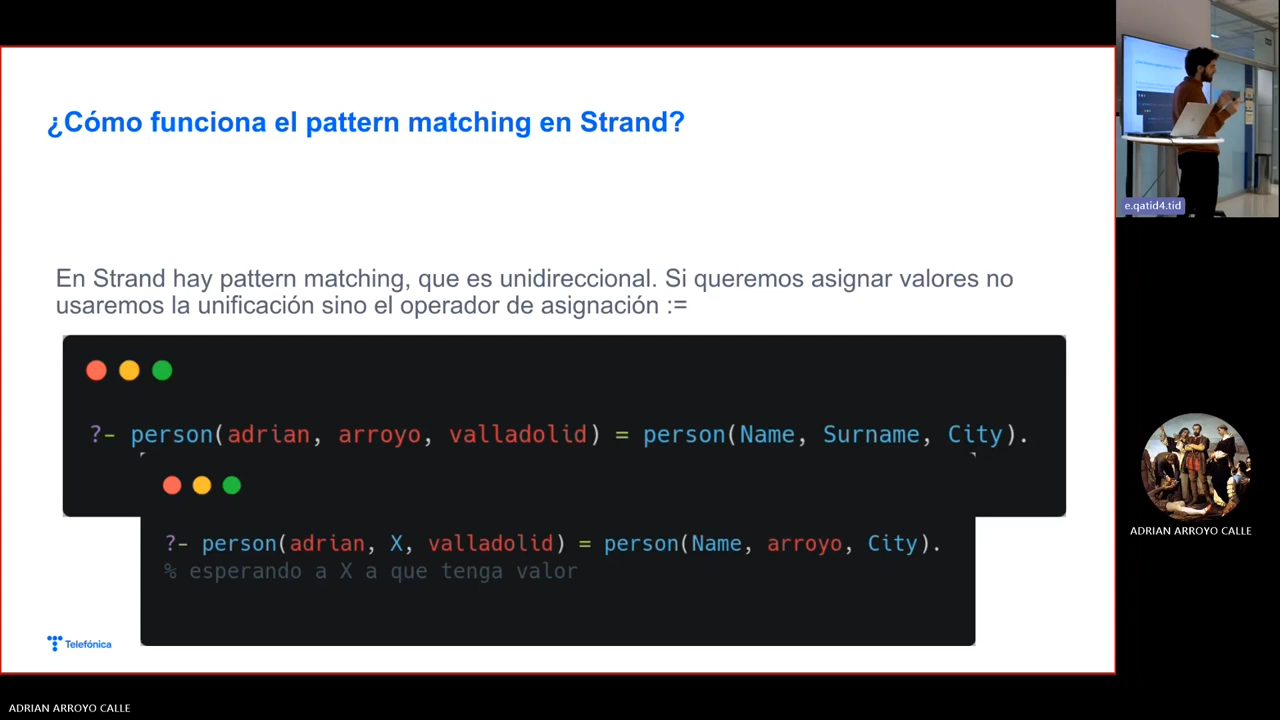 ¿Cómo funciona el pattern matching en Strand?
En Strand hay pattern matching, que es unidireccional. Si queremos asignar valores no
usaremos la unificación sino el operador de asignación :=
?- person(adrian, arroyo, valladolid) = person(Name, Surname, City).
?- person(adrian, X, valladolid) = person(Name, arroyo, City).
% esperando a X a que tenga valor
Telefónica
e.qatid4.tid
ADRIAN ARROYO CALLE
ADRIAN ARROYO CALLE